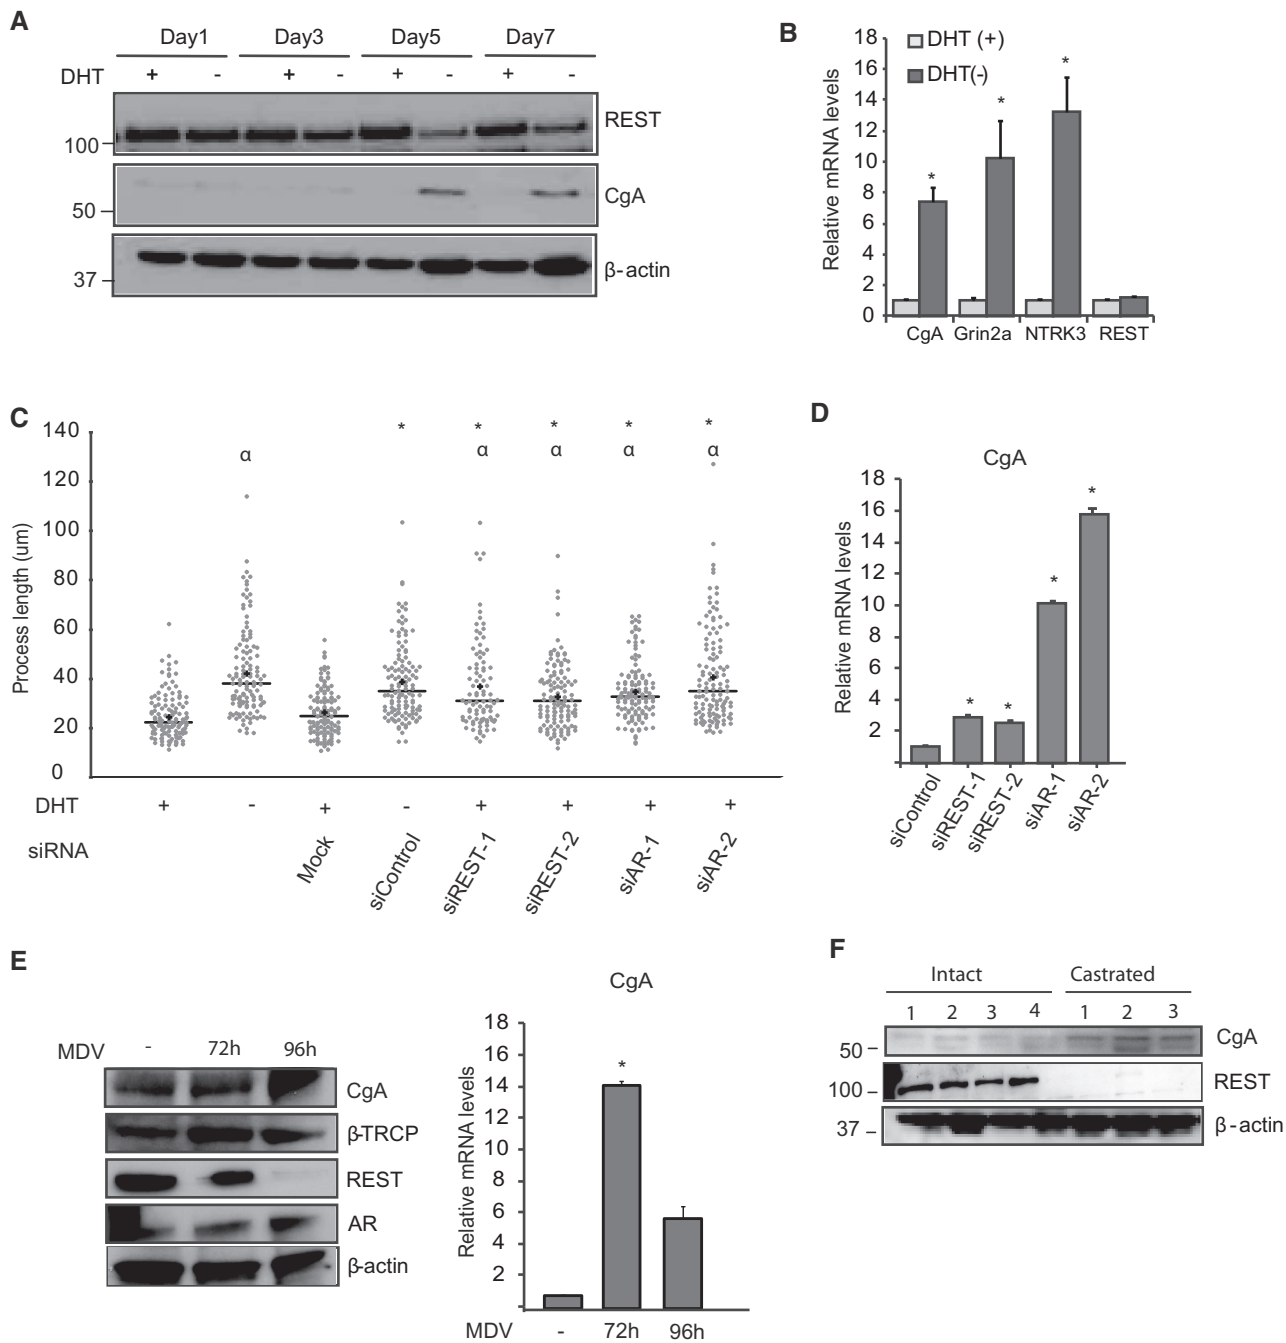 A
Day1 Day3 Day5 Day7
DHT + - + - + - + -
REST
100
CgA
50
β-actin
37
B
DHT (+)
DHT(-)
Relative mRNA levels
18
16
14
12
10
8
6
4
2
0
* * *
CgA Grin2a NTRK3 REST
C
Process length (um)
140
120
100
80
60
40
20
0
* * * * *
α α α α α
DHT + - + - + + + +
siRNA Mock siControl siREST-1 siREST-2 siAR-1 siAR-2
D
CgA
Relative mRNA levels
18
16
14
12
10
8
6
4
2
* * * *
siControl siREST-1 siREST-2 siAR-1 siAR-2
E
MDV - 72h 96h
CgA
β-TRCP
REST
AR
β-actin
CgA
Relative mRNA levels
18
16
14
12
10
8
6
4
2
*
MDV - 72h 96h
F
Intact Castrated
1 2 3 4 1 2 3
CgA
50
REST
100
β-actin
37